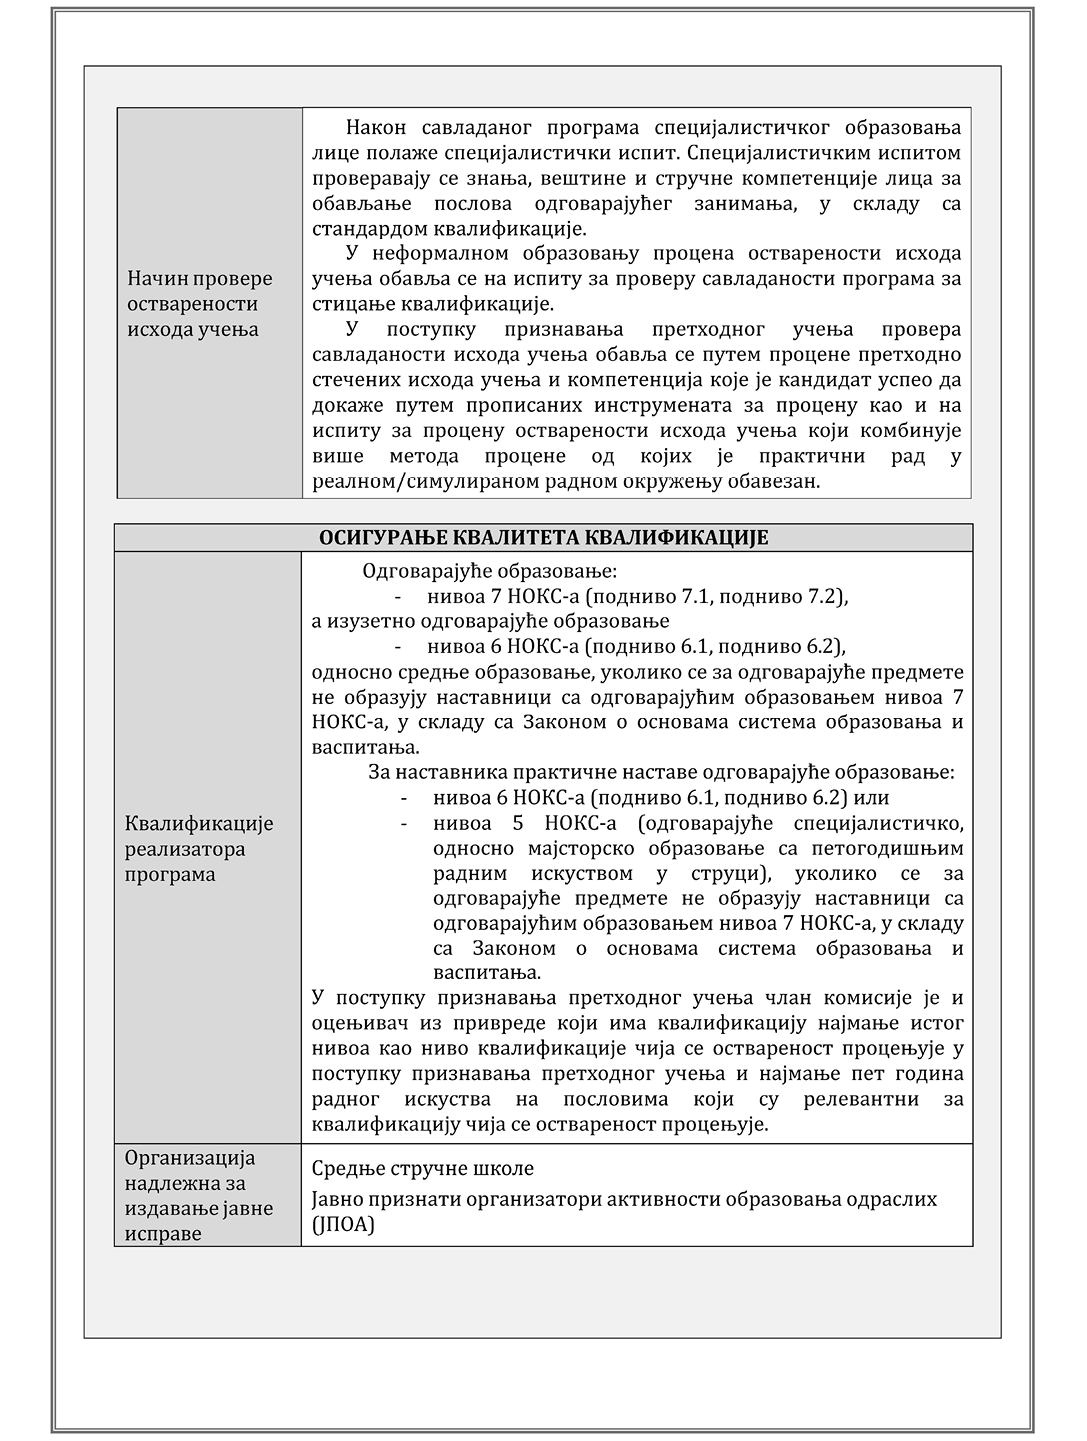 Након савладаног програма специјалистичког образовања
лице полаже специјалистички испит. Специјалистичким испитом
проверавају се знања, вештине и стручне компетенције лица за
обављање послова одговарајућег занимања, у складу са
стандардом квалификације.
У неформалном образовању процена остварености исхода
учења обавља се на испиту за проверу савладаности програма за
стицање квалификације.
У поступку признавања претходног учења провера
савладаности исхода учења обавља се путем процене претходно
стечених исхода учења и компетенција које је кандидат успео да
докаже путем прописаних инструмената за процену као и на
испиту за процену остварености исхода учења који комбинује
више метода процене од којих је практични рад у
реалном/симулираном радном окружењу обавезан.
Начин провере
остварености
исхода учења
ОСИГУРАЊЕ КВАЛИТЕТА КВАЛИФИКАЦИЈЕ
Квалификације
реализатора
програма
Одговарајуће образовање:
- нивоа 7 НОКС-а (подниво 7.1, подниво 7.2),
а изузетно одговарајуће образовање
- нивоа 6 НОКС-а (подниво 6.1, подниво 6.2),
односно средње образовање, уколико се за одговарајуће предмете
не образују наставници са одговарајућим образовањем нивоа 7
НОКС-а, у складу са Законом о основама система образовања и
васпитања.
За наставника практичне наставе одговарајуће образовање:
- нивоа 6 НОКС-а (подниво 6.1, подниво 6.2) или
- нивоа 5 НОКС-а (одговарајуће специјалистичко,
односно мајсторско образовање са петогодишњим
радним искуством у струци), уколико се за
одговарајуће предмете не образују наставници са
одговарајућим образовањем нивоа 7 НОКС-а, у складу
са Законом о основама система образовања и
васпитања.
У поступку признавања претходног учења члан комисије је и
оцењивач из привреде који има квалификацију најмање истог
нивоа као ниво квалификације чија се оствареност процењује у
поступку признавања претходног учења и најмање пет година
радног искуства на пословима који су релевантни за
квалификацију чија се оствареност процењује.
Организација
надлежна за
издавање јавне
исправе
Средње стручне школе
Јавно признати организатори активности образовања одраслих
(ЈПОА)